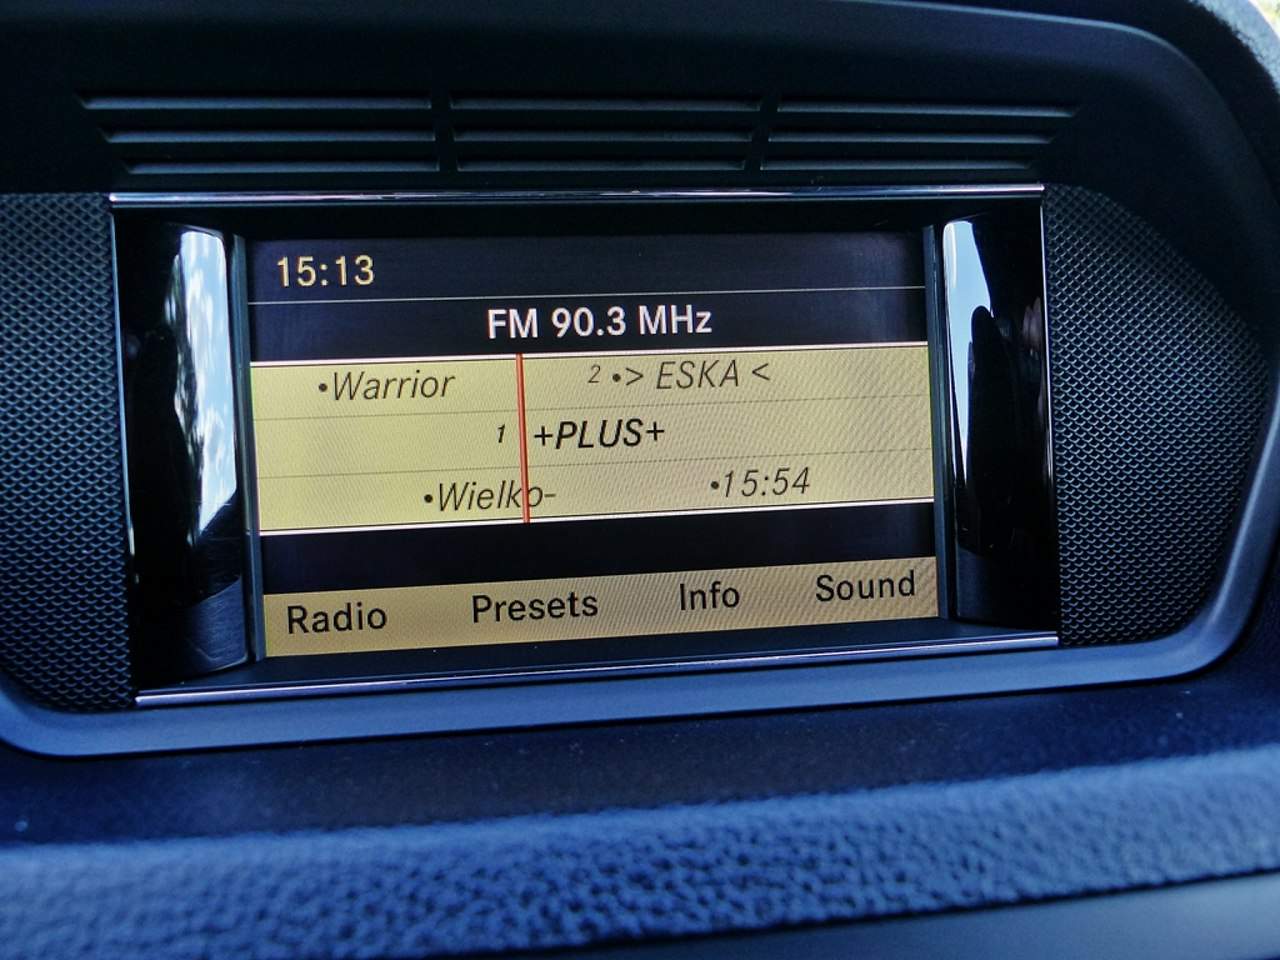 15:13
FM 90.3 MHz
•Warrior 2 •> ESKA <
1 +PLUS+
•Wielko- •15:54
Radio Presets Info Sound